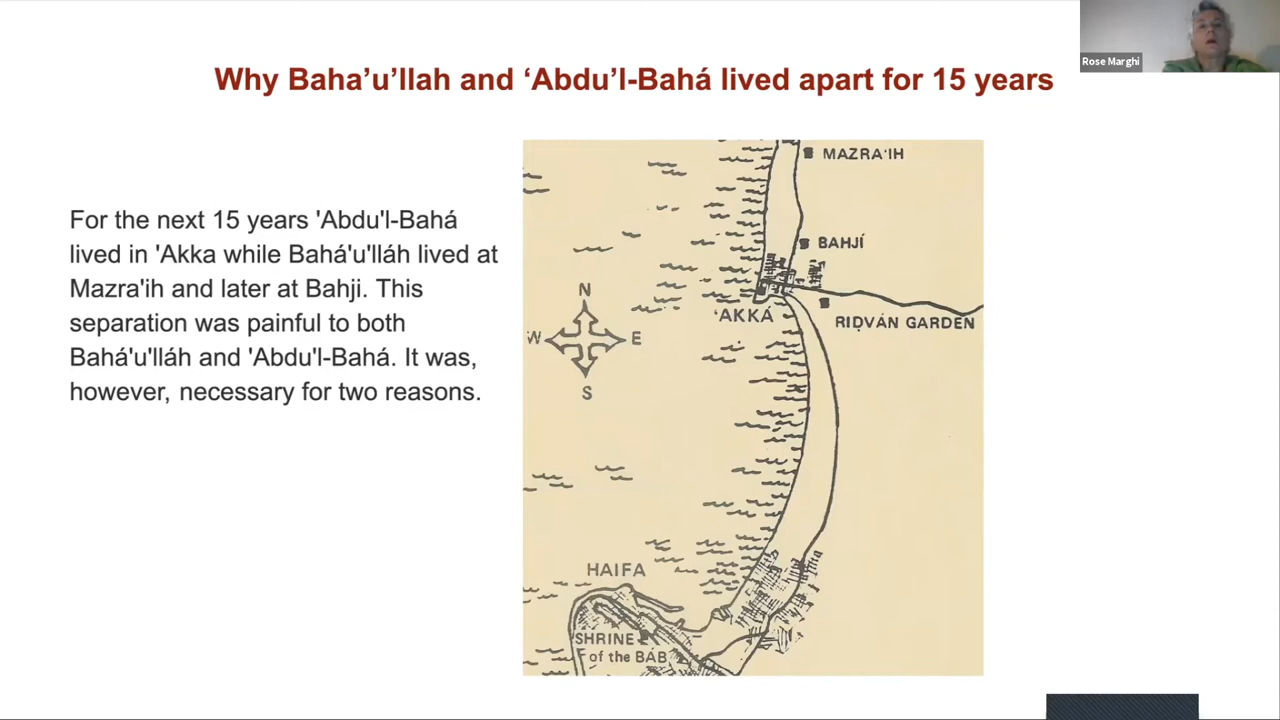 Rose Marghi
Why Baha’u’llah and ‘Abdu’l-Bahá lived apart for 15 years
For the next 15 years 'Abdu'l-Bahá
lived in 'Akka while Bahá'u'lláh lived at
Mazra'ih and later at Bahji. This
separation was painful to both
Bahá'u'lláh and 'Abdu'l-Bahá. It was,
however, necessary for two reasons.
MAZRA'IH
BAHJÍ
'AKKÁ
RIḌVÁN GARDEN
N
W
E
S
HAIFA
SHRINE
of the BÁB